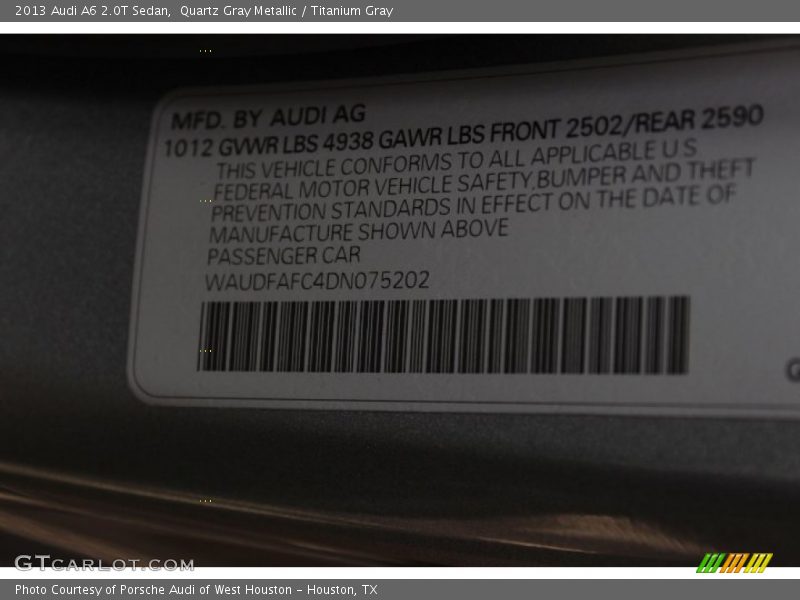 2013 Audi A6 2.0T Sedan, Quartz Gray Metallic / Titanium Gray
MFD. BY AUDI AG
1012 GVWR LBS 4938 GAWR LBS FRONT 2502/REAR 2590
THIS VEHICLE CONFORMS TO ALL APPLICABLE U S
FEDERAL MOTOR VEHICLE SAFETY,BUMPER AND THEFT
PREVENTION STANDARDS IN EFFECT ON THE DATE OF
MANUFACTURE SHOWN ABOVE
PASSENGER CAR
WAUDFAFC4DN075202
GTCARLOT.COM
Photo Courtesy of Porsche Audi of West Houston - Houston, TX